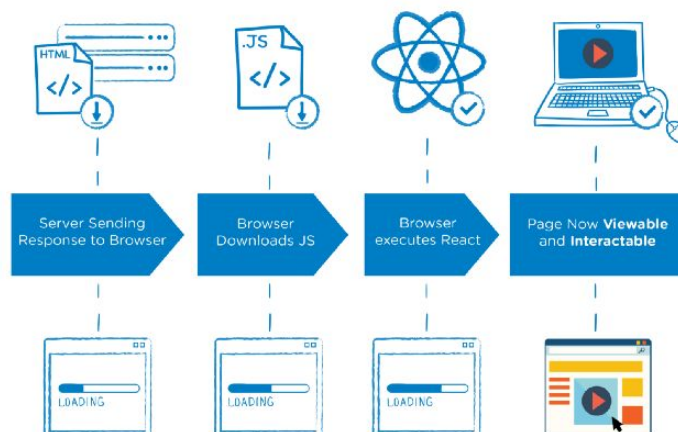 HTML
</>
.JS
</>
Server Sending
Response to Browser
Browser
Downloads JS
Browser
executes React
Page Now Viewable
and Interactable
LOADING
LOADING
LOADING